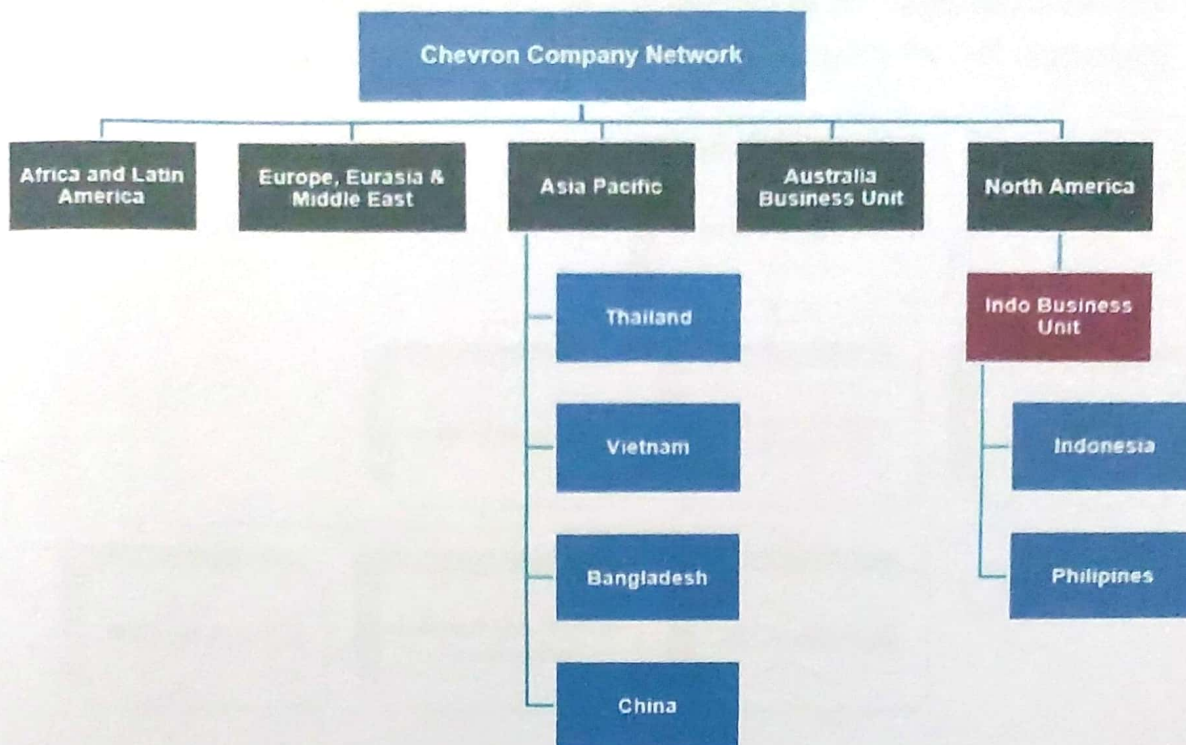 Chevron Company Network
Africa and Latin
America
Europe, Eurasia &
Middle East
Asia Pacific
Australia
Business Unit
North America
Thailand
Vietnam
Bangladesh
China
Indo Business
Unit
Indonesia
Philipines